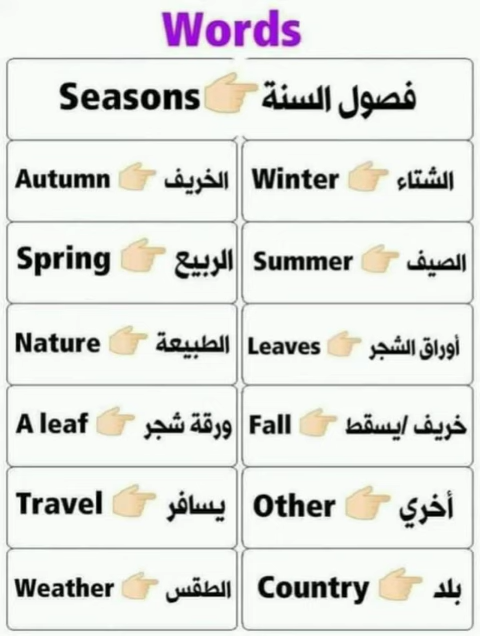 Words
Seasons 👉🏻 فصول السنة
Autumn 👉🏻 الخريف
Winter 👉🏻 الشتاء
Spring 👉🏻 الربيع
Summer 👉🏻 الصيف
Nature 👉🏻 الطبيعة
Leaves 👉🏻 أوراق الشجر
A leaf 👉🏻 ورقة شجر
Fall 👉🏻 خريف /يسقط
Travel 👉🏻 يسافر
Other 👉🏻 أخري
Weather 👉🏻 الطقس
Country 👉🏻 بلد